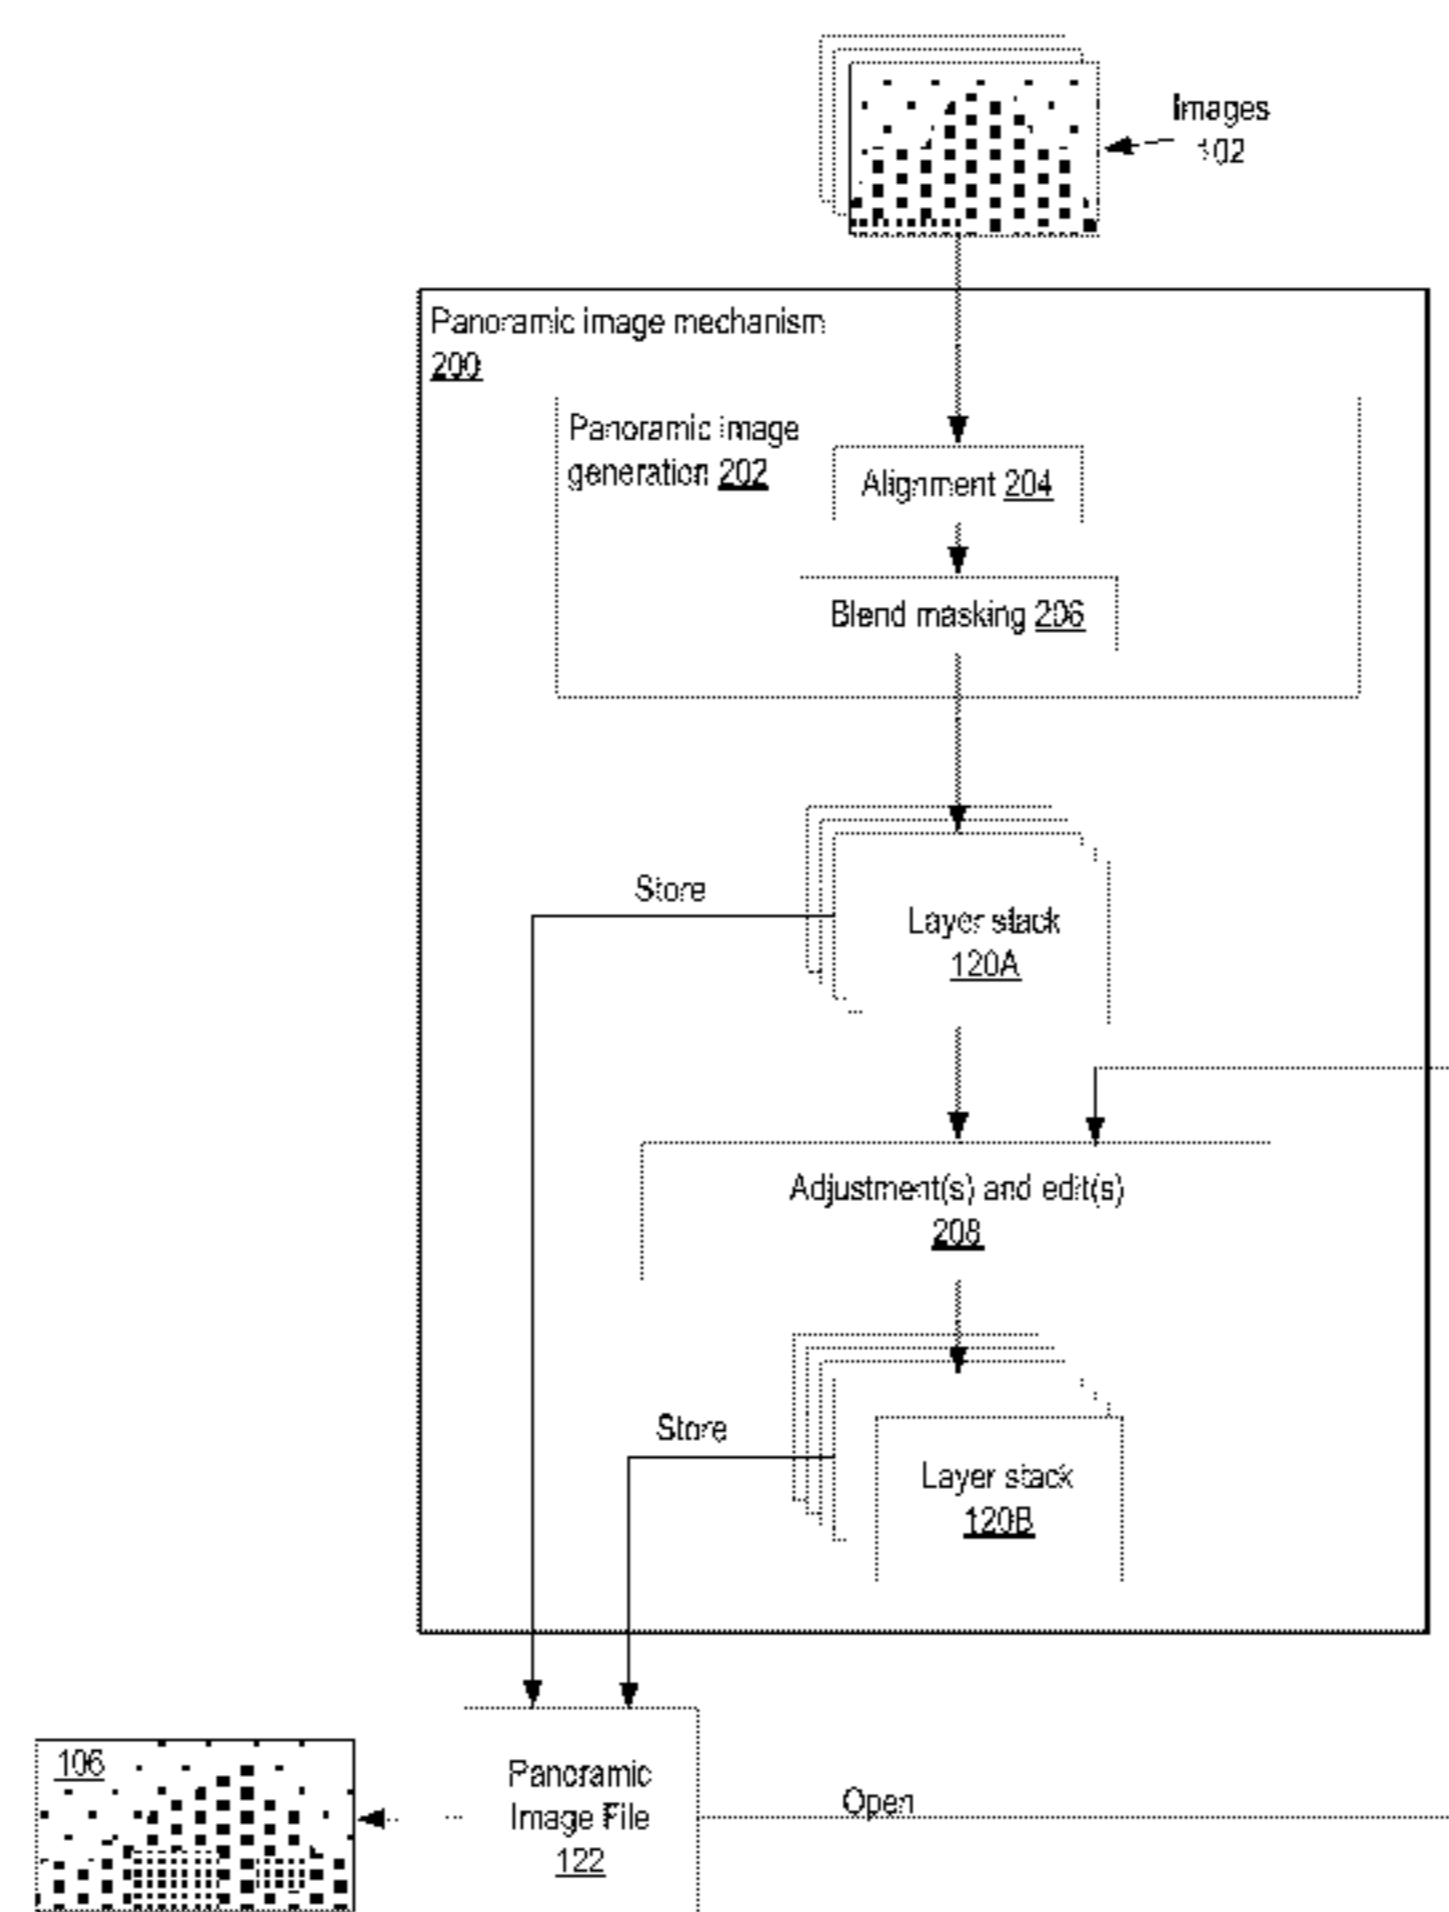 Images
102
Panoramic image mechanism
200
Panoramic image
generation 202
Alignment 204
Blend masking 206
Store
Layer stack
120A
Adjustment(s) and edit(s)
208
Store
Layer stack
120B
106
Panoramic
Image File
122
Open